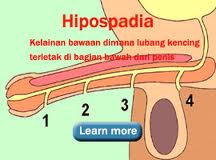 Hipospadia
Kelainan bawaan dimana lubang kencing
terletak di bagian bawah dari penis
1 2 3 4
Learn more